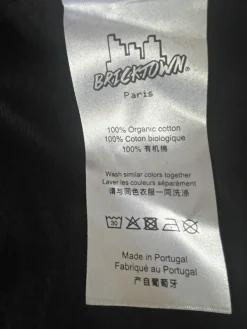 BRICKTOWN®
Paris
100% Organic cotton
100% Coton biologique
100% 有机棉
Wash similar colors together
Laver les couleurs séparément
请与同色衣服一同洗涤
30
Made in Portugal
Fabriqué au Portugal
产自葡萄牙